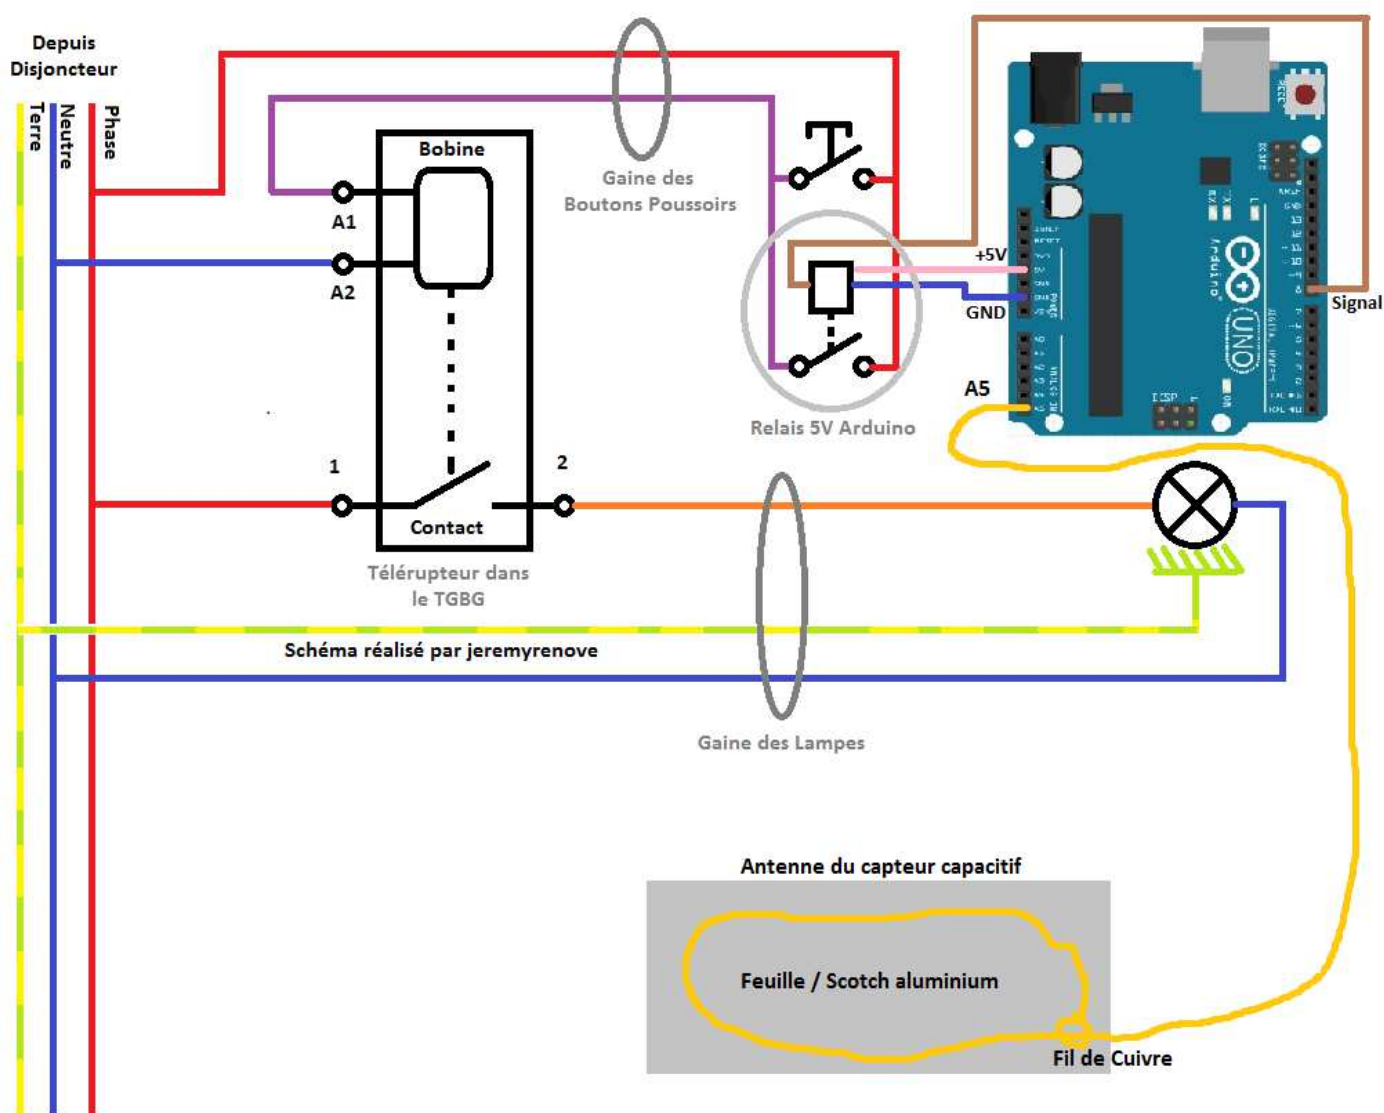 Depuis
Disjoncteur
Terre
Neutre
Phase
Bobine
A1
A2
Gaine des
Boutons Poussoirs
+5V
GND
Signal
Relais 5V Arduino
A5
Arduino
UNO
ICSP
1
2
Contact
Télérupteur dans
le TGBG
Schéma réalisé par jeremyrenove
Gaine des Lampes
Antenne du capteur capacitif
Feuille / Scotch aluminium
Fil de Cuivre